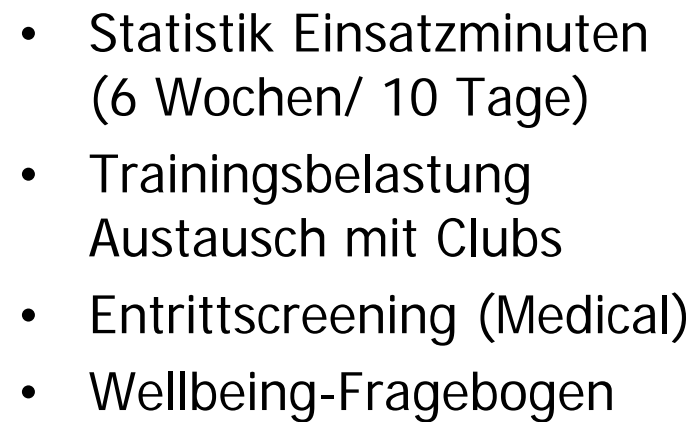 • Statistik Einsatzminuten
(6 Wochen/ 10 Tage)
• Trainingsbelastung
Austausch mit Clubs
• Entrittscreening (Medical)
• Wellbeing-Fragebogen